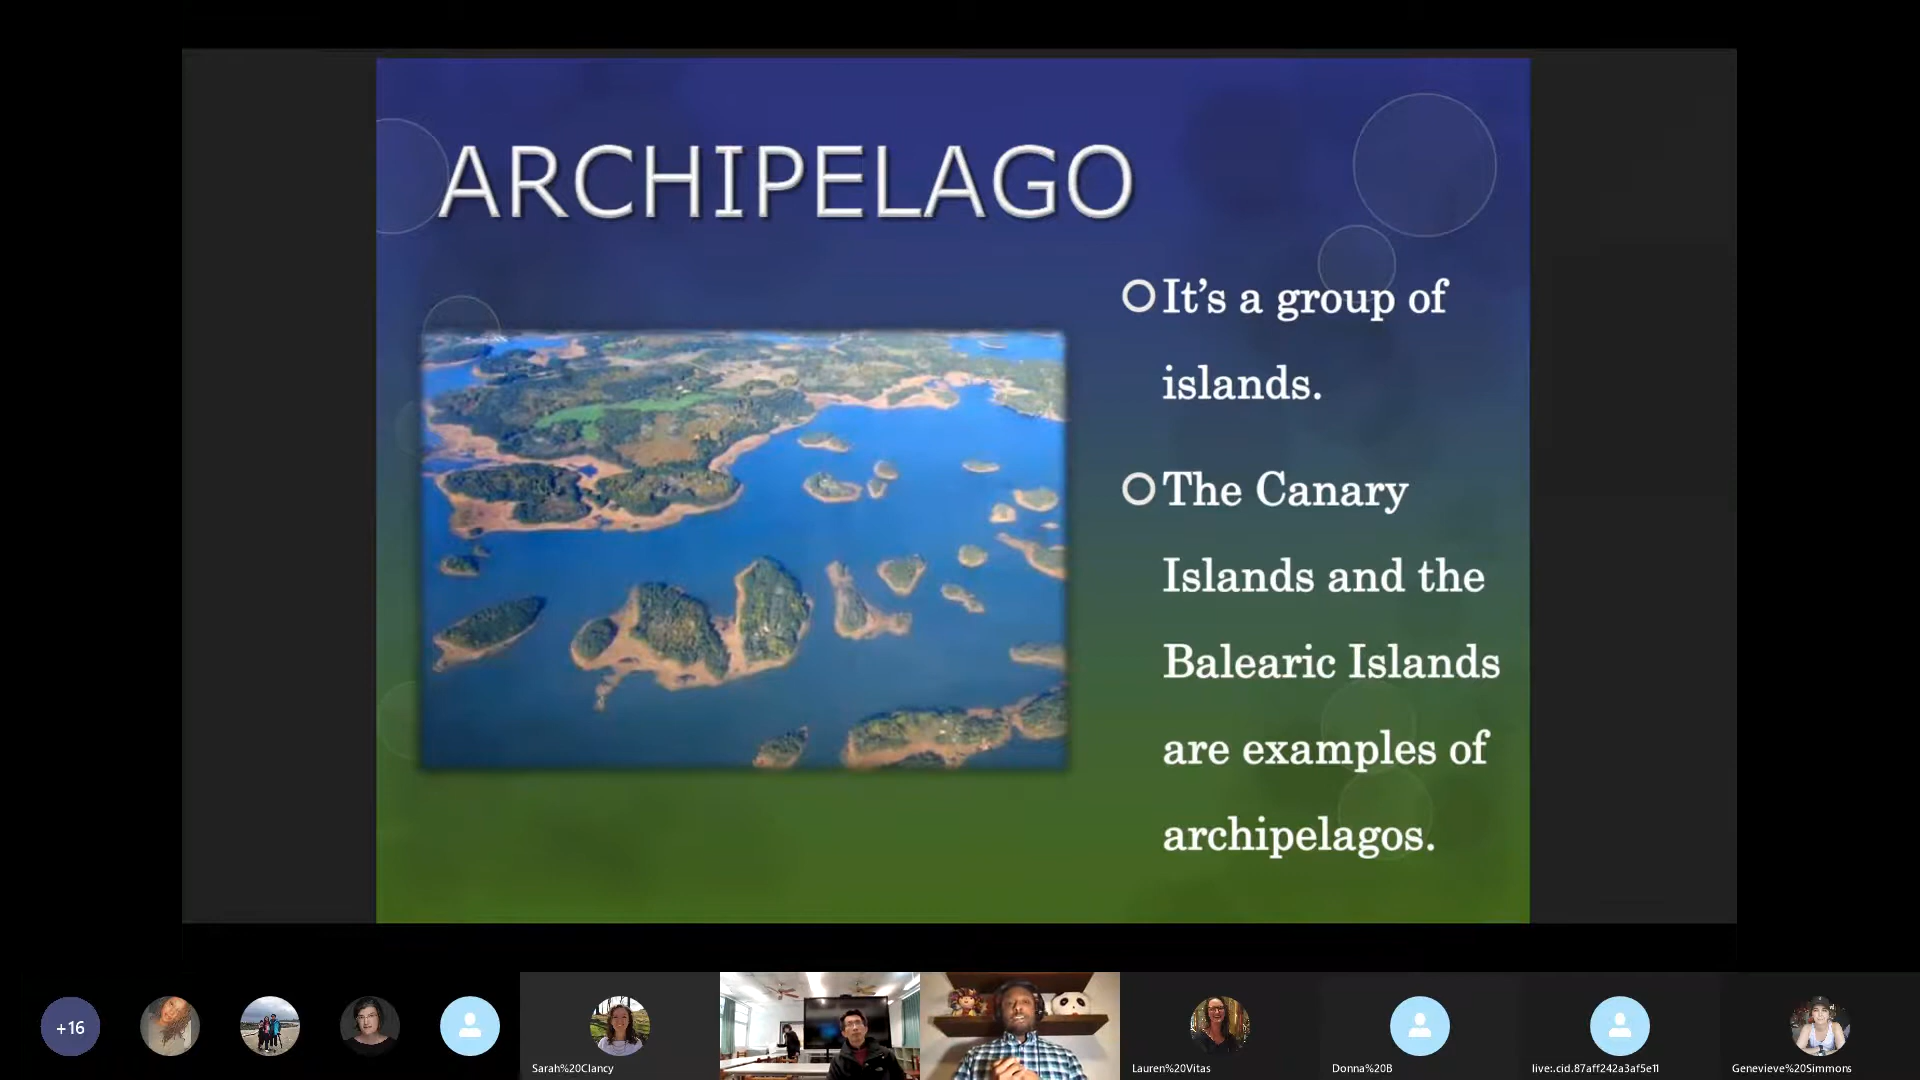 ARCHIPELAGO
It's a group of
islands.
The Canary
Islands and the
Balearic Islands
are examples of
archipelagos.
+16
Sarah%20Clancy
Lauren%20Vitas
Donna%20B
live:.cid.87aff242a3af5e11
Genevieve%20Simmons